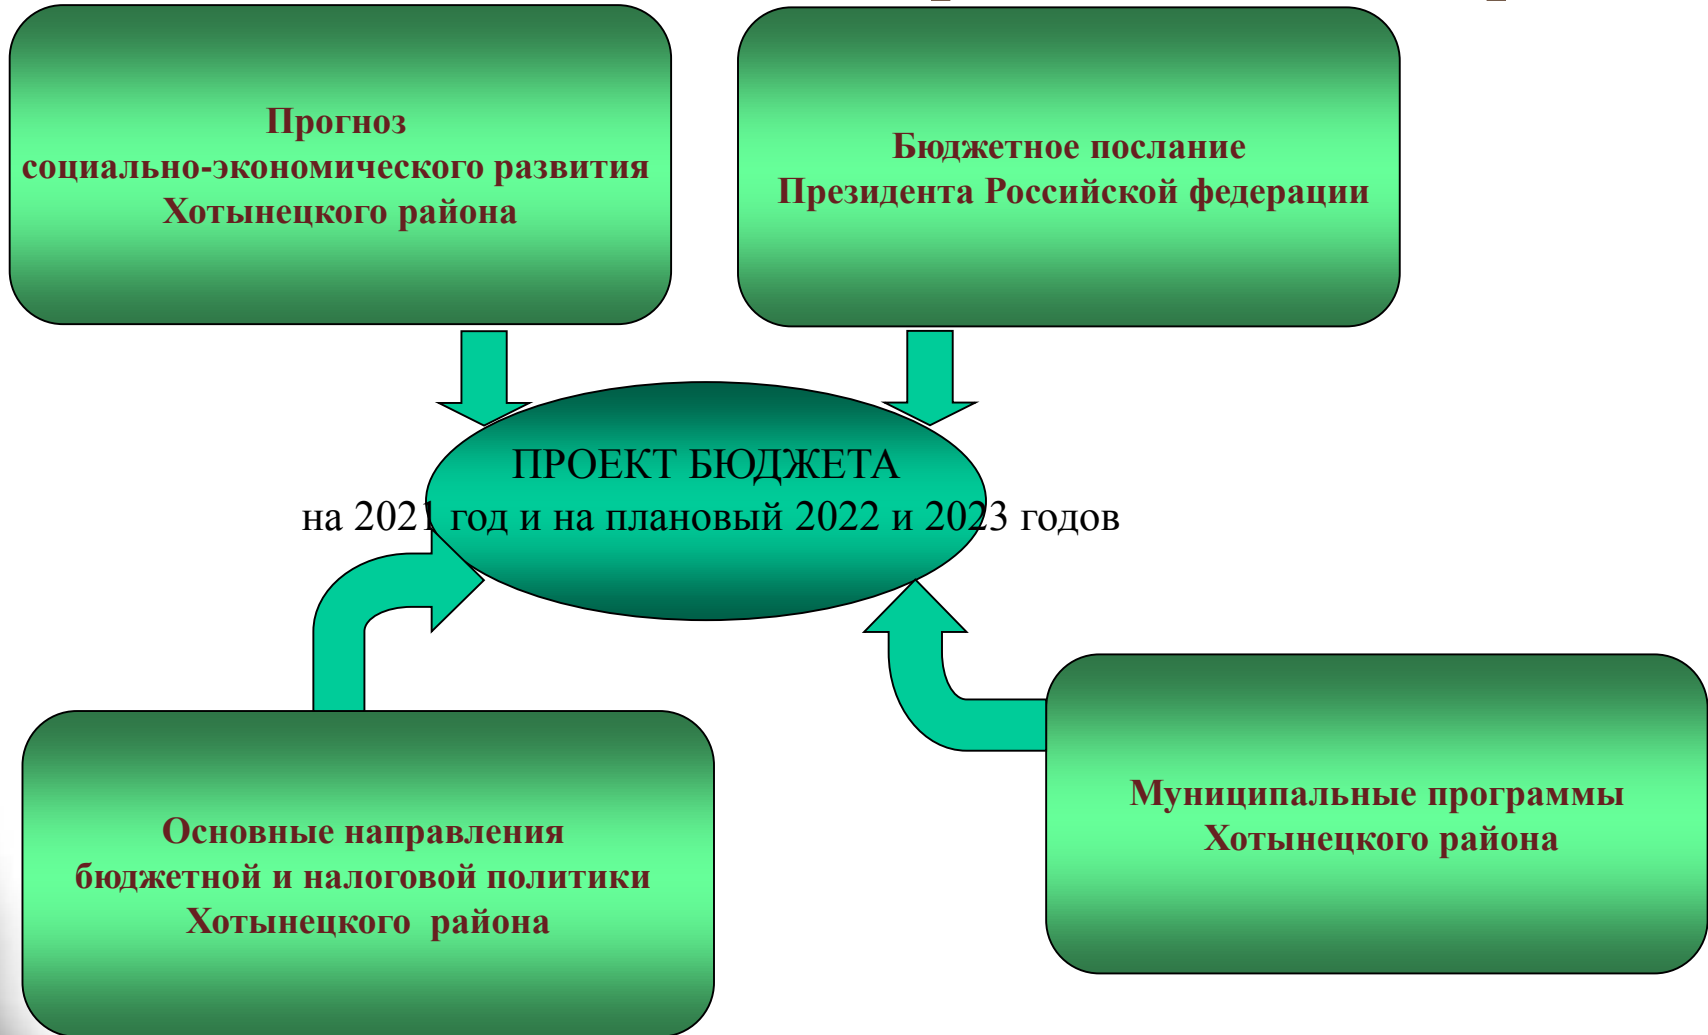 Прогноз
социально-экономического развития
Хотынецкого района
Бюджетное послание
Президента Российской федерации
ПРОЕКТ БЮДЖЕТА
на 2021 год и на плановый 2022 и 2023 годов
Основные направления
бюджетной и налоговой политики
Хотынецкого района
Муниципальные программы
Хотынецкого района